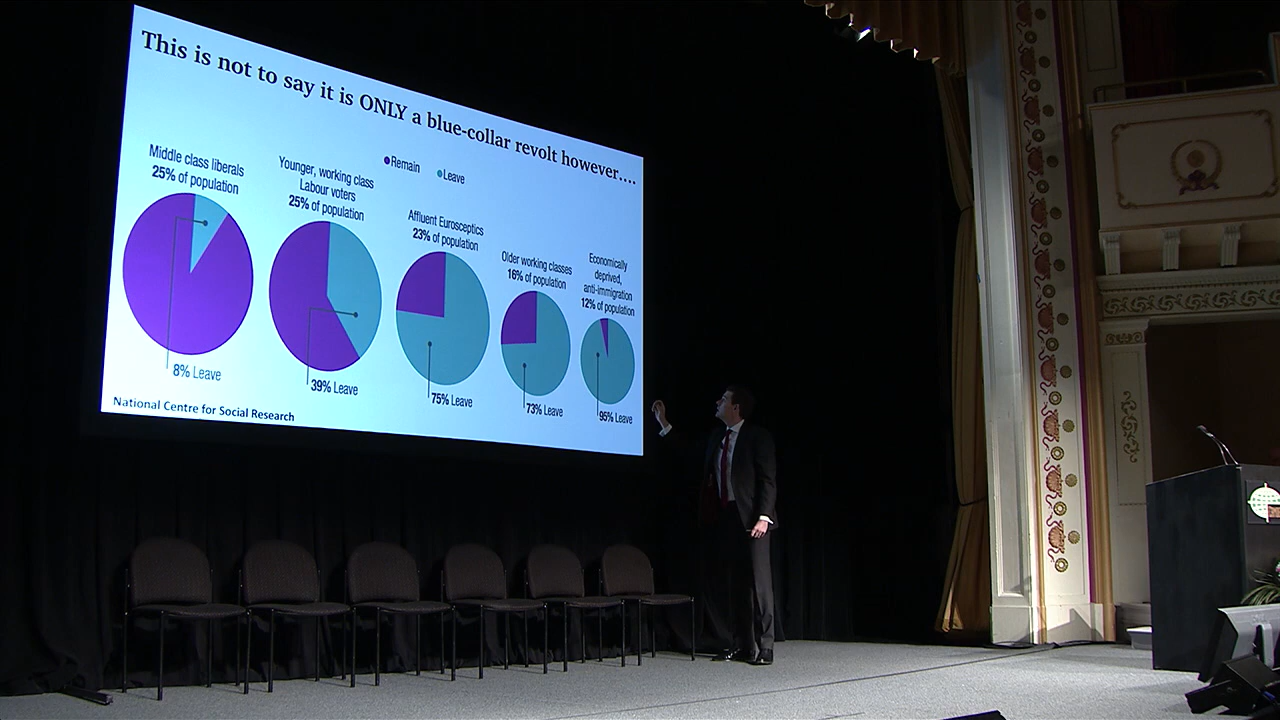 This is not to say it is ONLY a blue-collar revolt however....
Remain
Leave
Middle class liberals
25% of population
Younger, working class
Labour voters
25% of population
Affluent Eurosceptics
23% of population
Older working classes
16% of population
Economically
deprived,
anti-immigration
12% of population
8% Leave
39% Leave
75% Leave
73% Leave
95% Leave
National Centre for Social Research